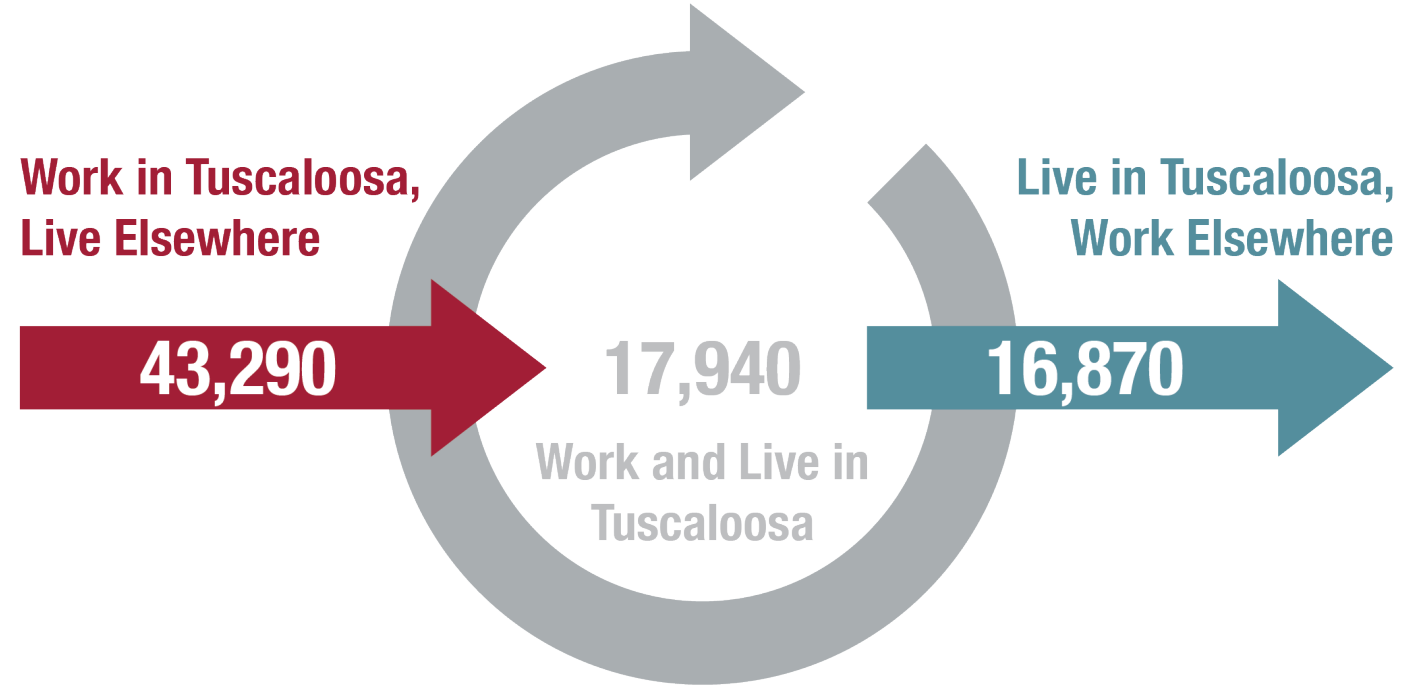 Work in Tuscaloosa,
Live Elsewhere
43,290
17,940
Work and Live in
Tuscaloosa
Live in Tuscaloosa,
Work Elsewhere
16,870